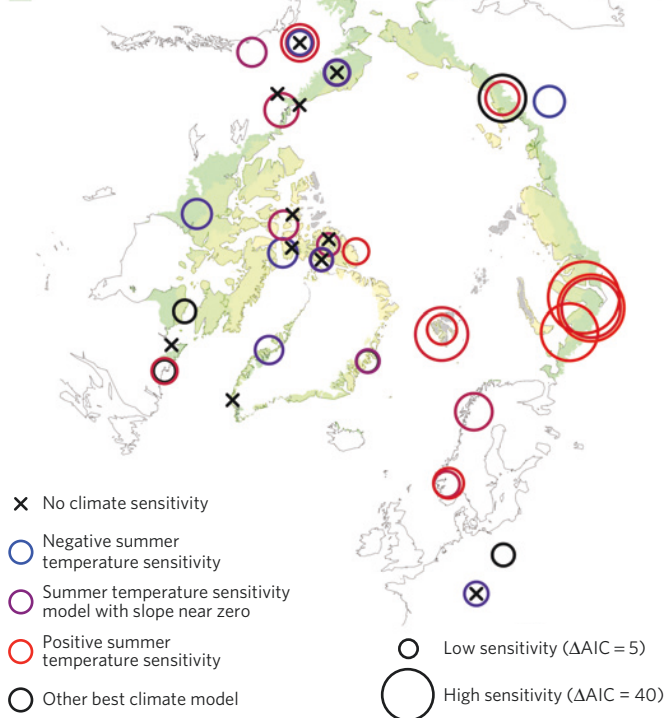 No climate sensitivity
Negative summer
temperature sensitivity
Summer temperature sensitivity
model with slope near zero
Positive summer
temperature sensitivity
Other best climate model
Low sensitivity (ΔAIC = 5)
High sensitivity (ΔAIC = 40)